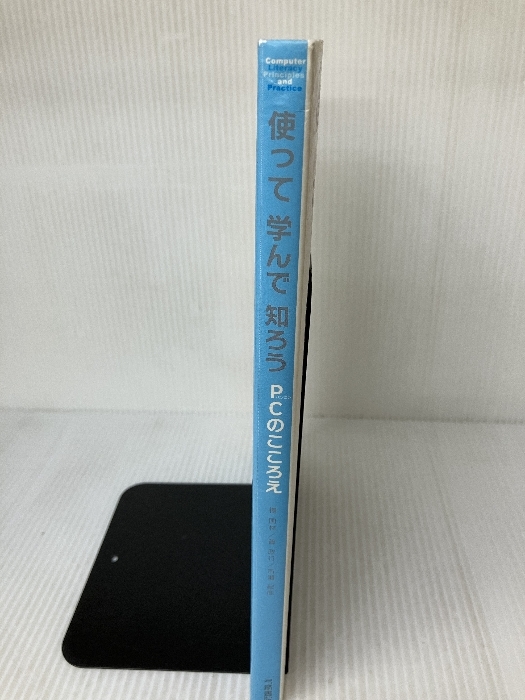 Computer
Literacy
Principles
and
Practice
使って 学んで 知ろう
PCのこころえ